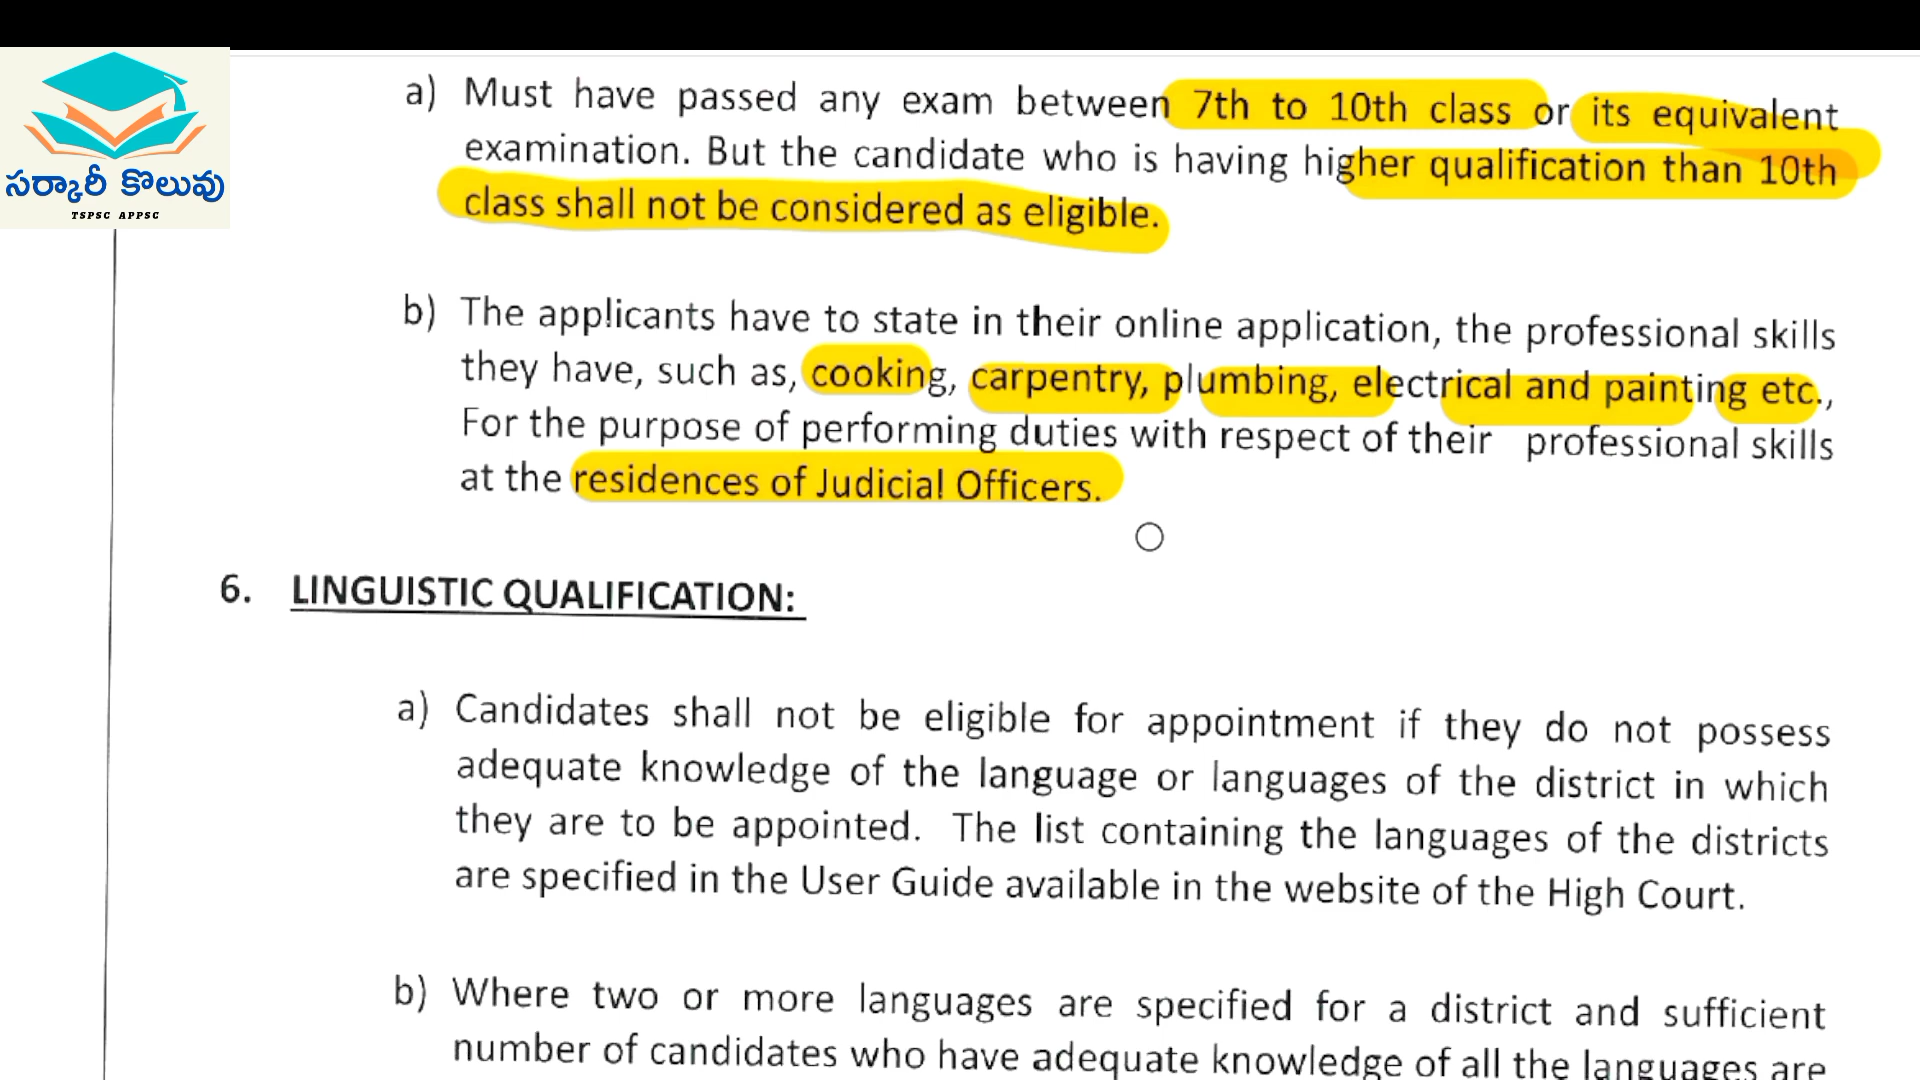 సర్కారీ కొలువు
TSPSC APPSC
a) Must have passed any exam between 7th to 10th class or its equivalent
examination. But the candidate who is having higher qualification than 10th
class shall not be considered as eligible.
b) The applicants have to state in their online application, the professional skills
they have, such as, cooking, carpentry, plumbing, electrical and painting etc.,
For the purpose of performing duties with respect of their professional skills
at the residences of Judicial Officers.
6. LINGUISTIC QUALIFICATION:
a) Candidates shall not be eligible for appointment if they do not possess
adequate knowledge of the language or languages of the district in which
they are to be appointed. The list containing the languages of the districts
are specified in the User Guide available in the website of the High Court.
b) Where two or more languages are specified for a district and sufficient
number of candidates who have adequate knowledge of all the languages are